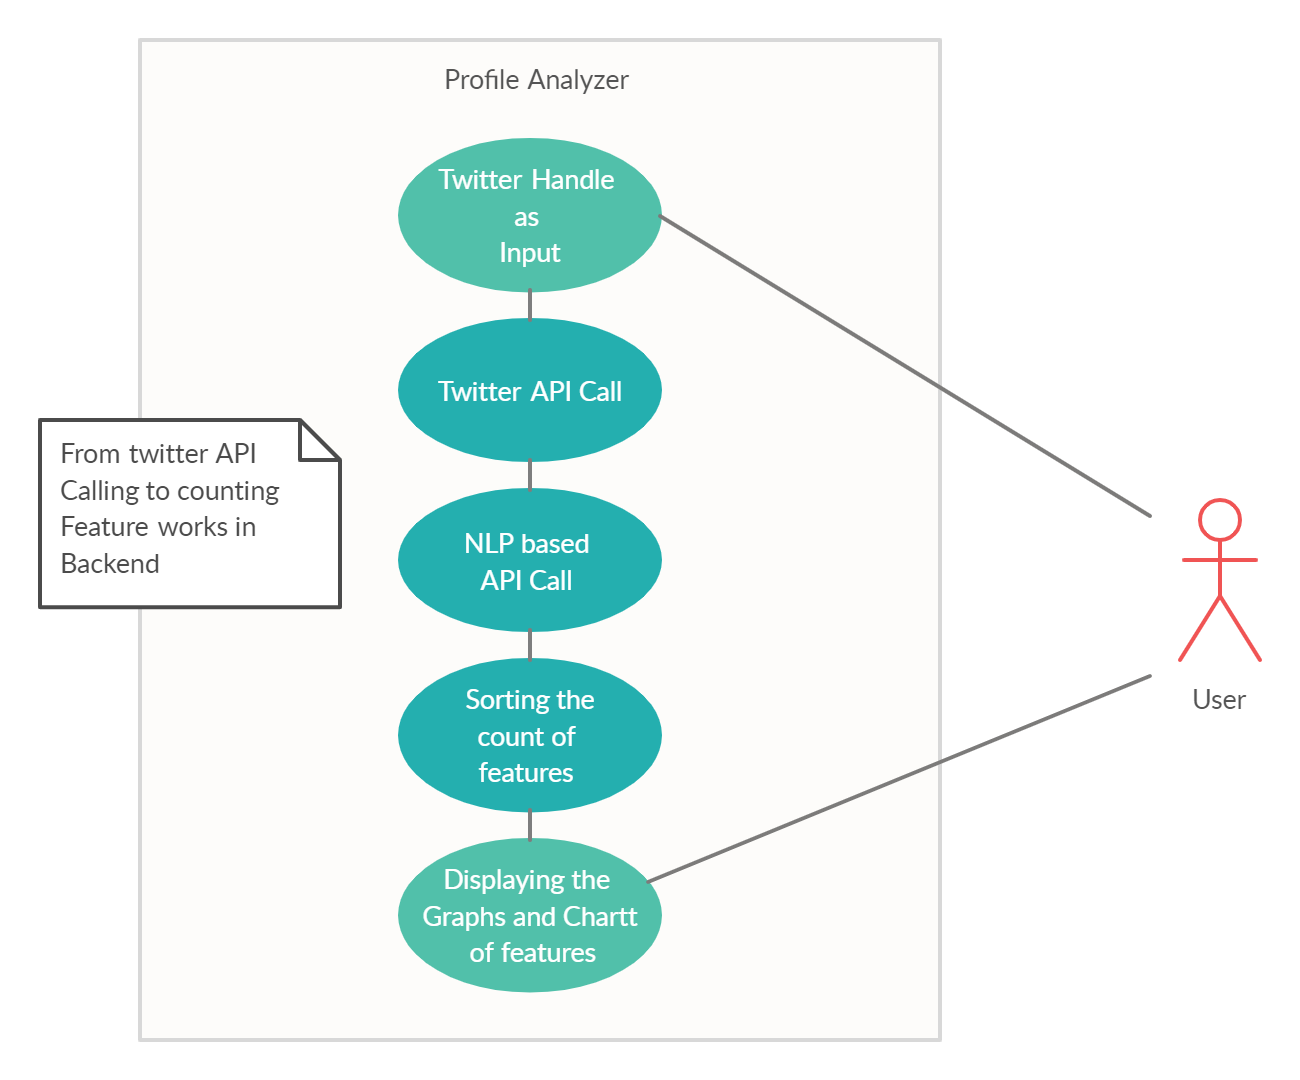 Profile Analyzer
Twitter Handle
as
Input
Twitter API Call
From twitter API
Calling to counting
Feature works in
Backend
NLP based
API Call
Sorting the
count of
features
User
Displaying the
Graphs and Chartt
of features